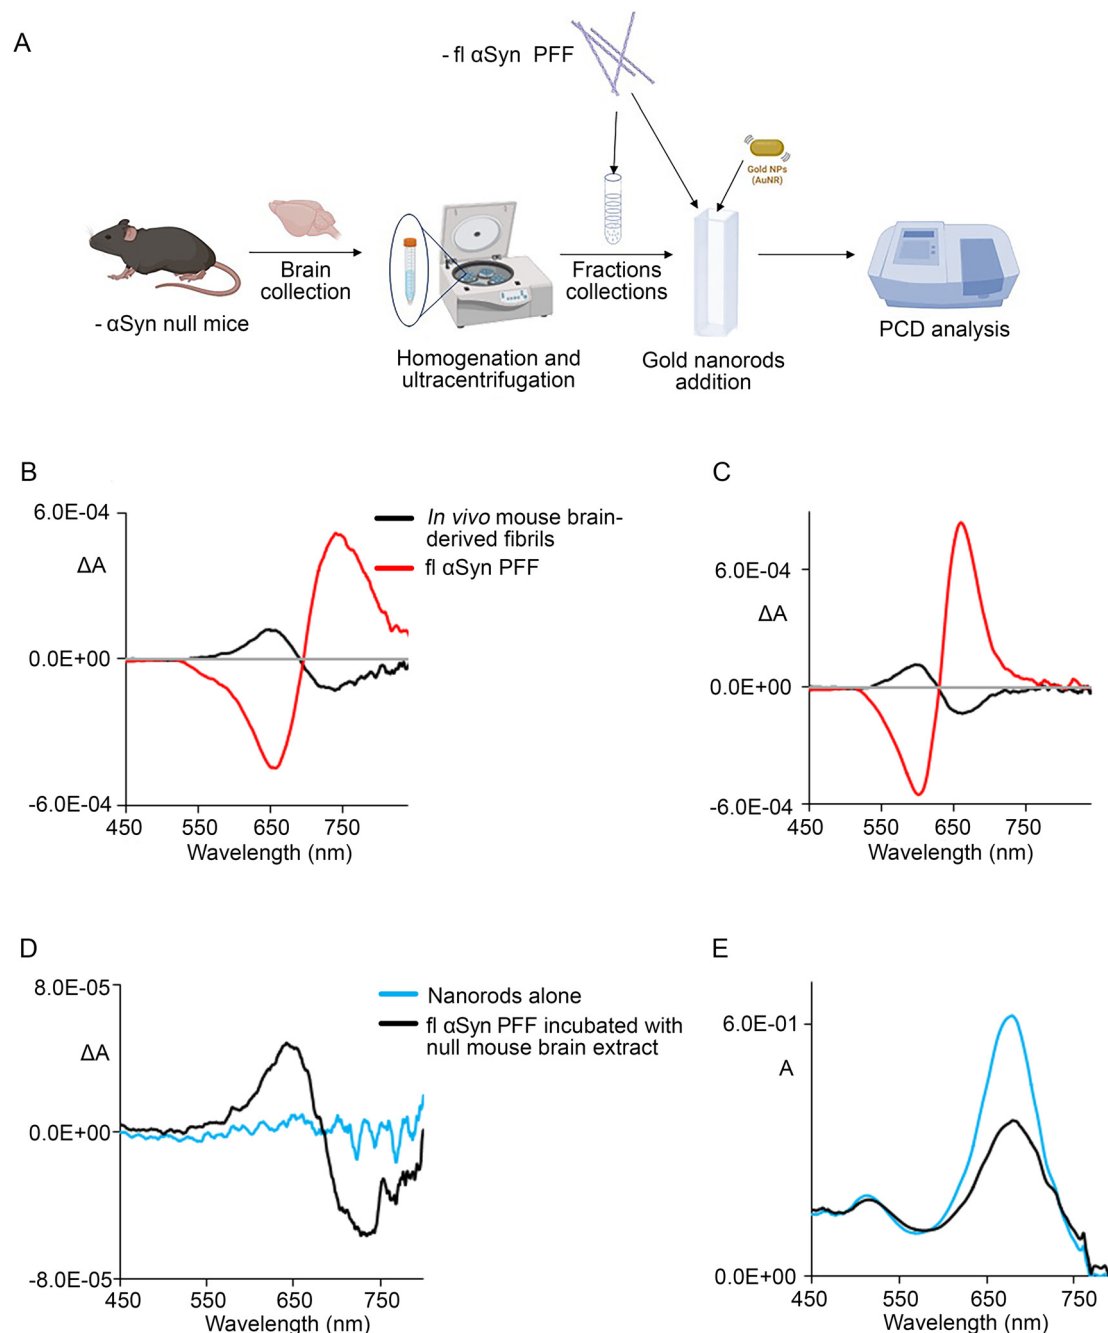 A
- fl αSyn PFF
Gold NPs
(AuNR)
Brain
collection
Fractions
collections
- αSyn null mice
PCD analysis
Homogenation and
ultracentrifugation
Gold nanorods
addition
B
6.0E-04
ΔA
0.0E+00
-6.0E-04
450 550 650 750
Wavelength (nm)
In vivo mouse brain-
derived fibrils
fl αSyn PFF
C
6.0E-04
ΔA
0.0E+00
-6.0E-04
450 550 650 750
Wavelength (nm)
D
8.0E-05
ΔA
0.0E+00
-8.0E-05
450 550 650 750
Wavelength (nm)
Nanorods alone
fl αSyn PFF incubated with
null mouse brain extract
E
6.0E-01
A
0.0E+00
450 550 650 750
Wavelength (nm)